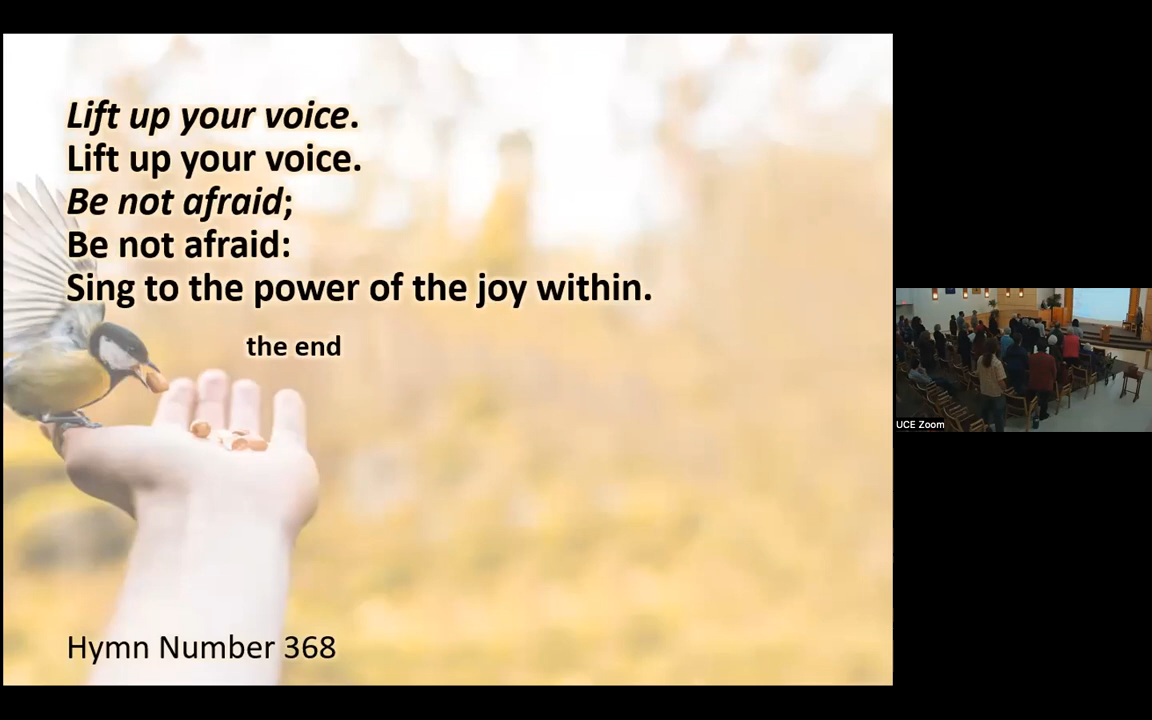 Lift up your voice.
Lift up your voice.
Be not afraid;
Be not afraid:
Sing to the power of the joy within.
the end
Hymn Number 368
UCE Zoom